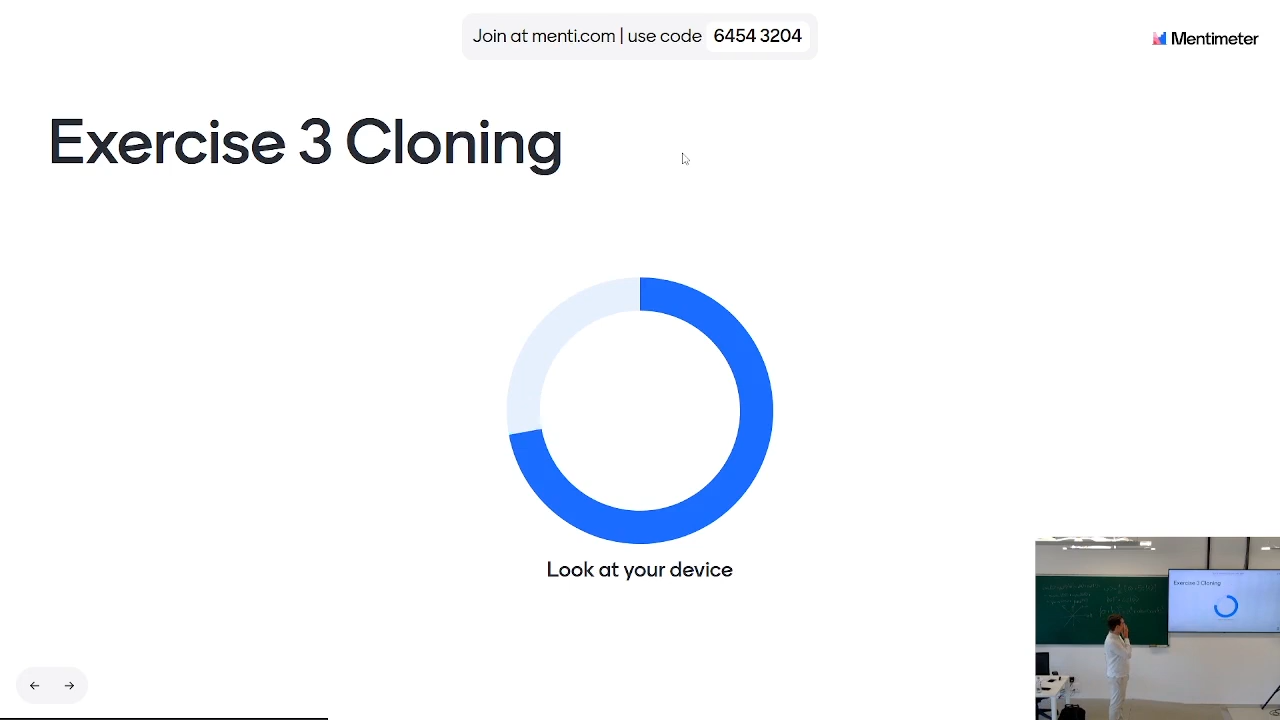 Join at menti.com | use code 6454 3204
Mentimeter
Exercise 3 Cloning
Look at your device
Exercise 3 Cloning